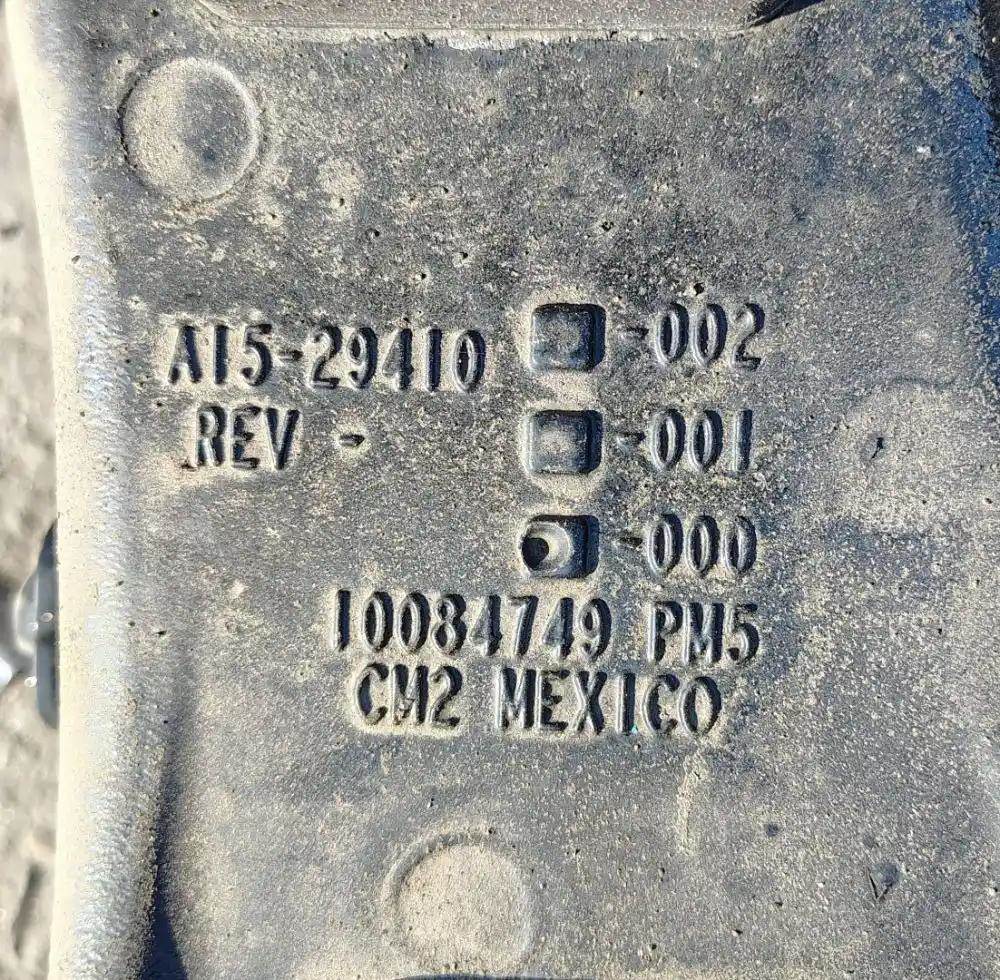 A15-29410 -002
REV - -001
-000
10084749 PM5
CM2 MEXICO